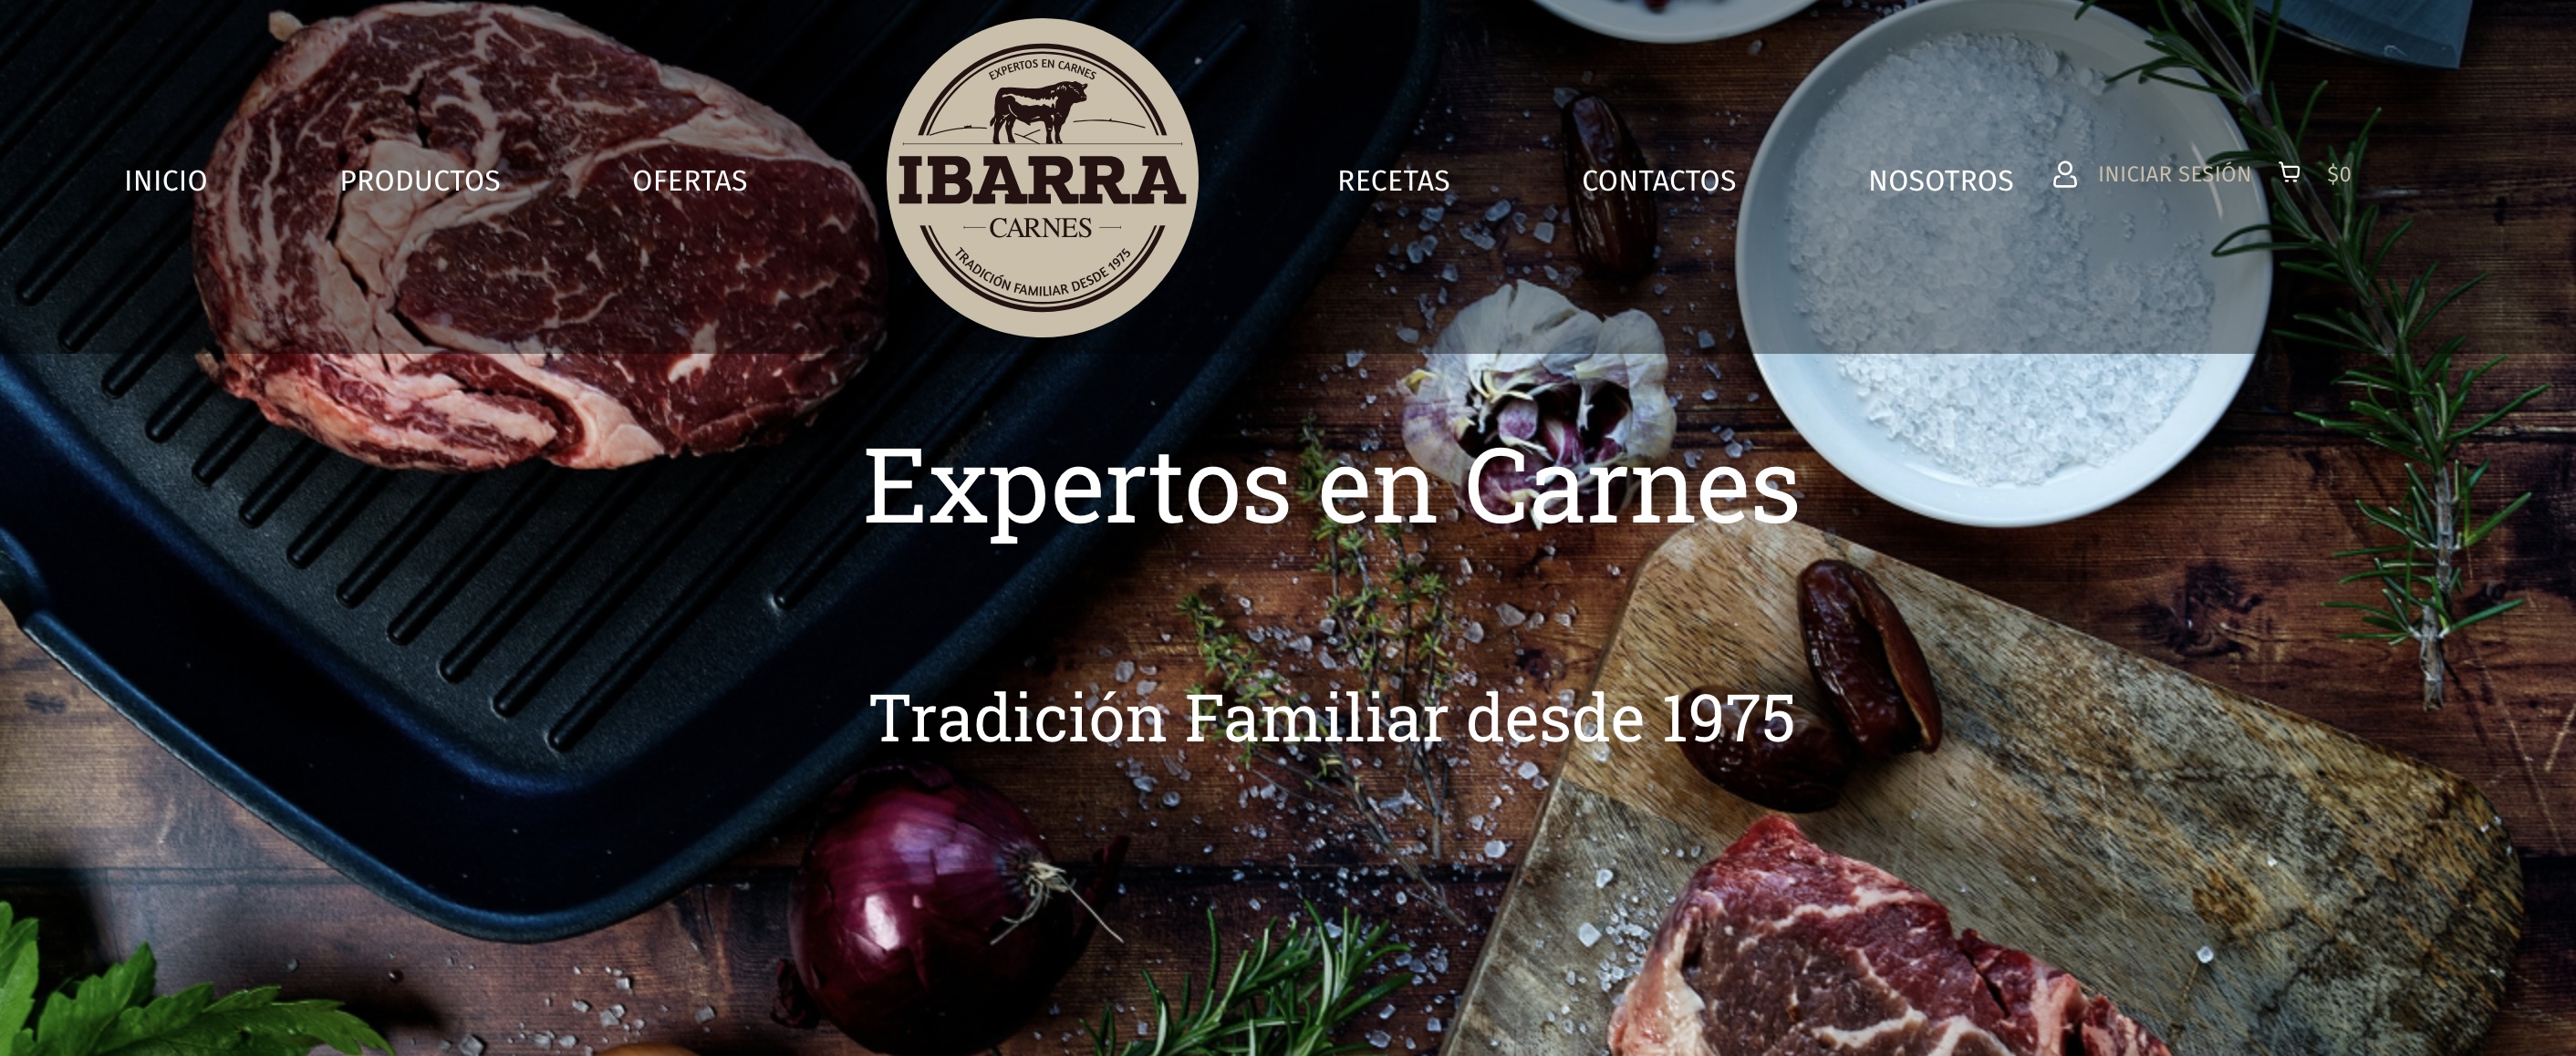 INICIO
PRODUCTOS
OFERTAS
EXPERTOS EN CARNES
IBARRA
CARNES
TRADICIÓN FAMILIAR DESDE 1975
RECETAS
CONTACTOS
NOSOTROS
INICIAR SESIÓN
$0
Expertos en Carnes
Tradición Familiar desde 1975